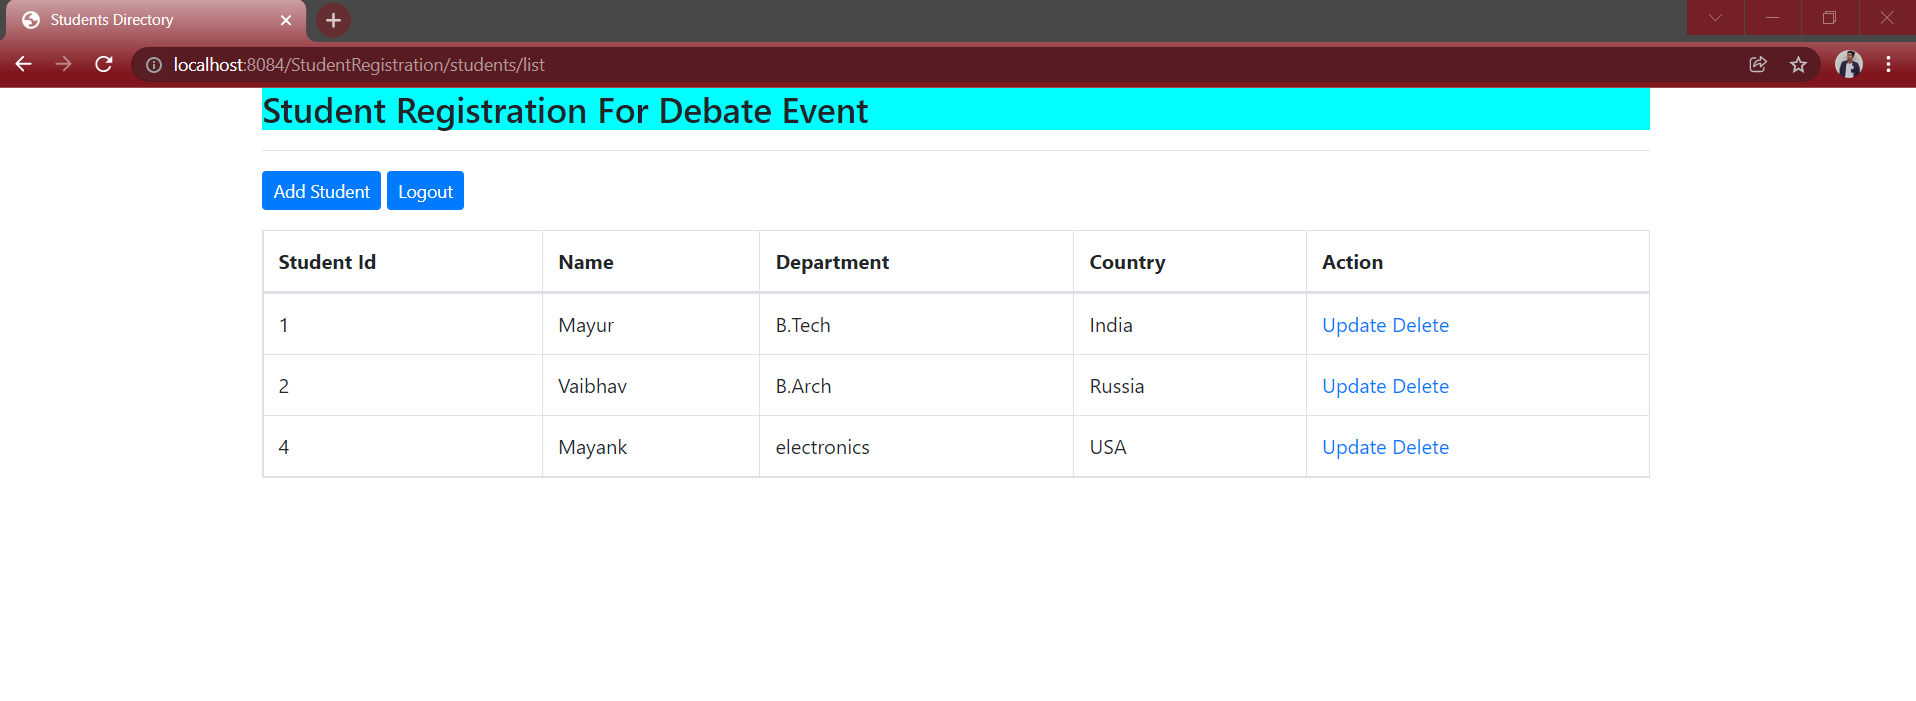 Students Directory
localhost:8084/StudentRegistration/students/list
Student Registration For Debate Event
Add Student Logout
Student Id Name Department Country Action
1 Mayur B.Tech India Update Delete
2 Vaibhav B.Arch Russia Update Delete
4 Mayank electronics USA Update Delete